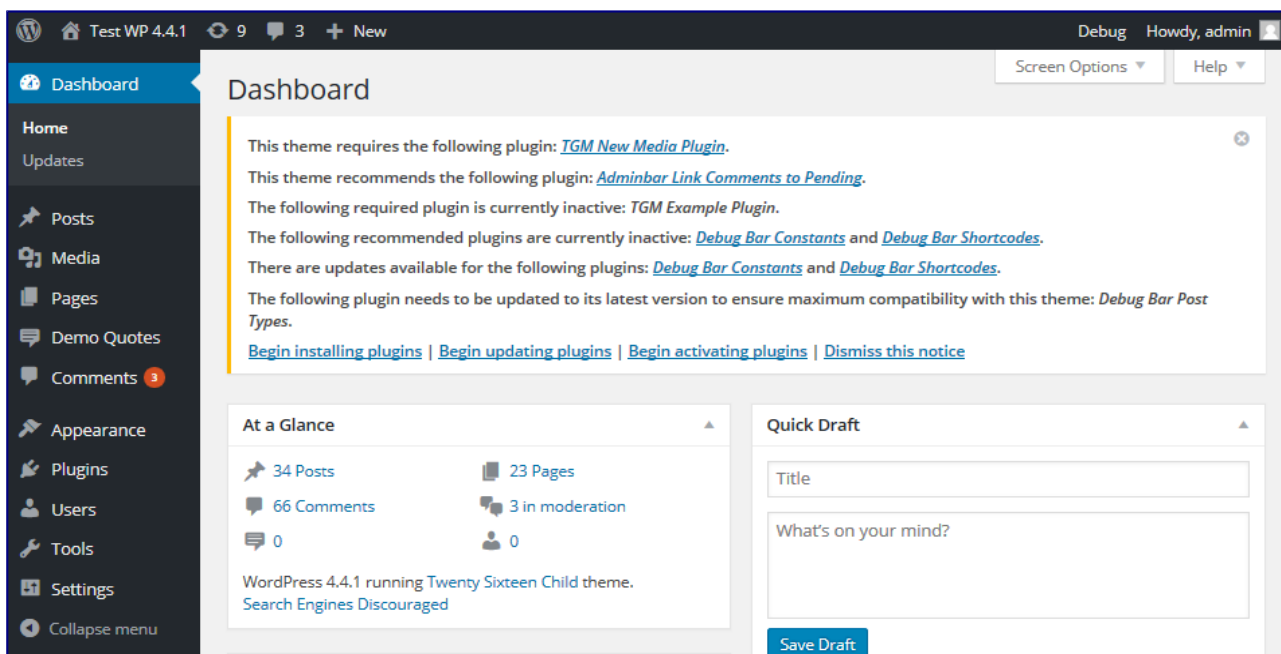 Test WP 4.4.1 9 3 + New Debug Howdy, admin
Screen Options Help
Dashboard
Home
Updates
Posts
Media
Pages
Demo Quotes
Comments 3
Appearance
Plugins
Users
Tools
Settings
Collapse menu
Dashboard
This theme requires the following plugin: TGM New Media Plugin.
This theme recommends the following plugin: Adminbar Link Comments to Pending.
The following required plugin is currently inactive: TGM Example Plugin.
The following recommended plugins are currently inactive: Debug Bar Constants and Debug Bar Shortcodes.
There are updates available for the following plugins: Debug Bar Constants and Debug Bar Shortcodes.
The following plugin needs to be updated to its latest version to ensure maximum compatibility with this theme: Debug Bar Post
Types.
Begin installing plugins | Begin updating plugins | Begin activating plugins | Dismiss this notice
At a Glance
34 Posts 23 Pages
66 Comments 3 in moderation
0 0
WordPress 4.4.1 running Twenty Sixteen Child theme.
Search Engines Discouraged
Quick Draft
Title
What's on your mind?
Save Draft